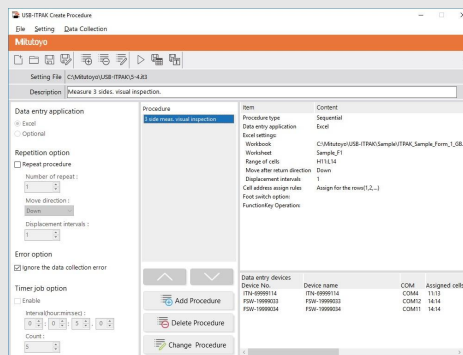 USB-ITPAK Create Procedure
File Setting Data Collection
Mitutoyo
Setting File C:\Mitutoyo\USB-ITPAK\5-4.83
Description Measure 3 sides. visual inspection.
Data entry application
Excel
Optional
Repetition option
Repeat procedure
Number of repeat :
1
Move direction :
Down
Displacement intervals :
1
Error option
Ignore the data collection error
Timer job option
Enable
Interval(hour:min:sec) :
0 : 0 : 5 . 0
Count :
5
Procedure
3 side meas. visual inspection
Add Procedure
Delete Procedure
Change Procedure
Item Content
Procedure type Sequential
Data entry application Excel
Excel settings:
Workbook C:\Mitutoyo\USB-ITPAK\Sample\ITPAK_Sample_Form_1_GB.
Worksheet Sample_F1
Range of cells H11:L14
Move after return direction Down
Displacement intervals 1
Cell address assign rules Assign for the rows(1,2,...)
Foot switch option:
FunctionKey Operation:
Data entry devices
Device No. Device name COM Assigned cells
ITN-69999114 ITN-69999114 COM4 11:13
FSW-19999033 FSW-19999033 COM12 14:14
FSW-19999034 FSW-19999034 COM11 14:14